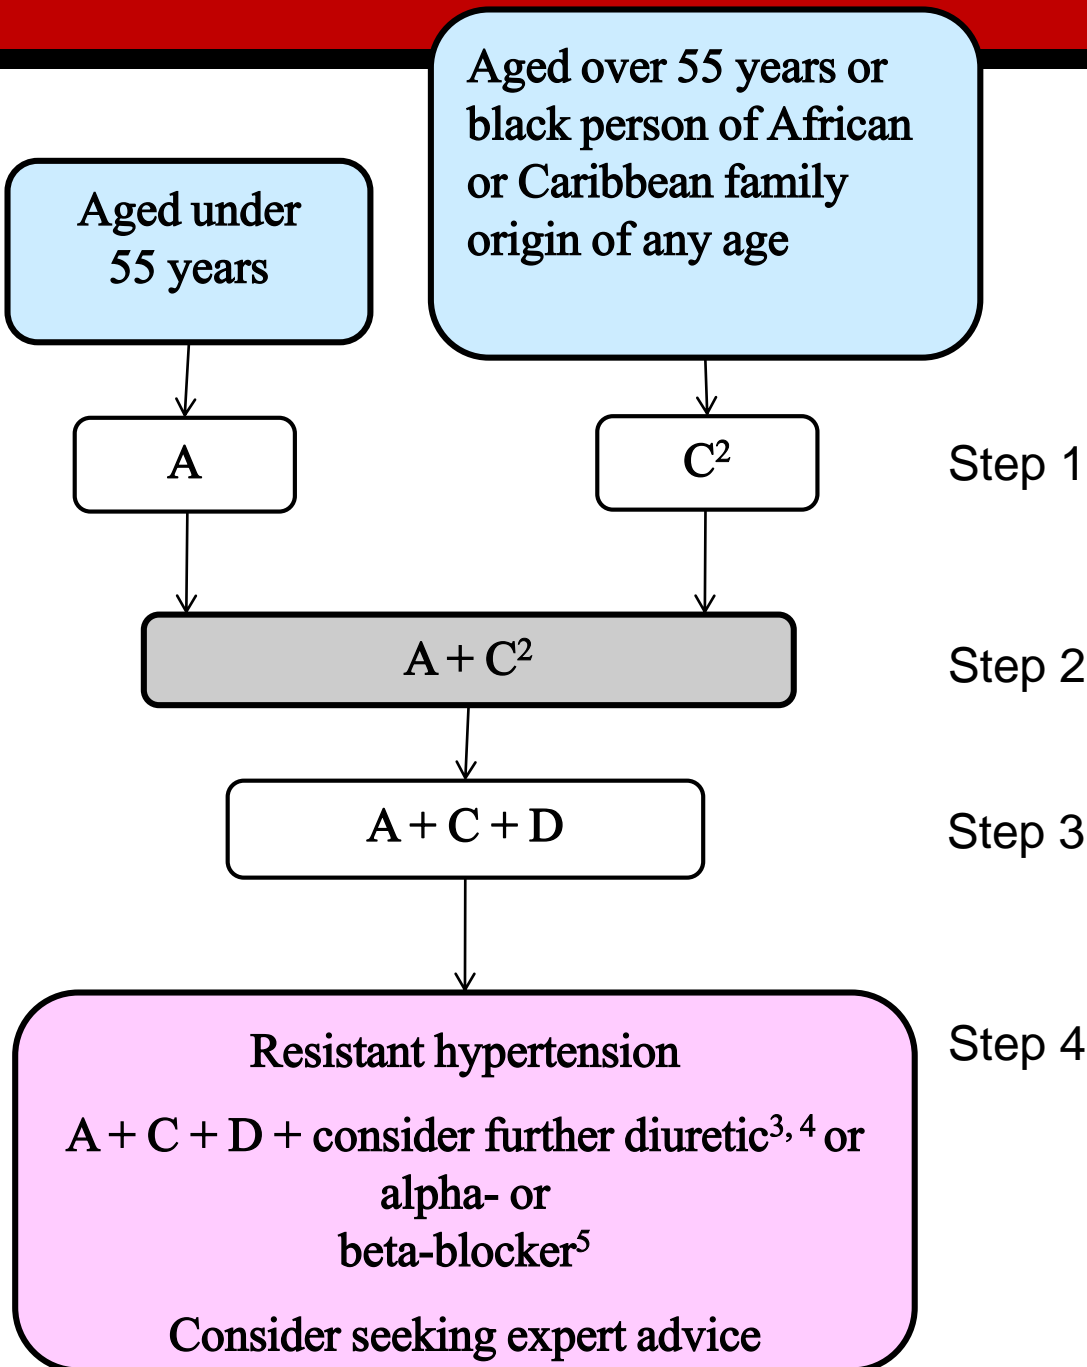 Aged over 55 years or
black person of African
or Caribbean family
origin of any age
Aged under
55 years
A
C²
Step 1
A + C²
Step 2
A + C + D
Step 3
Resistant hypertension
Step 4
A + C + D + consider further diuretic³, ⁴ or
alpha- or
beta-blocker⁵
Consider seeking expert advice